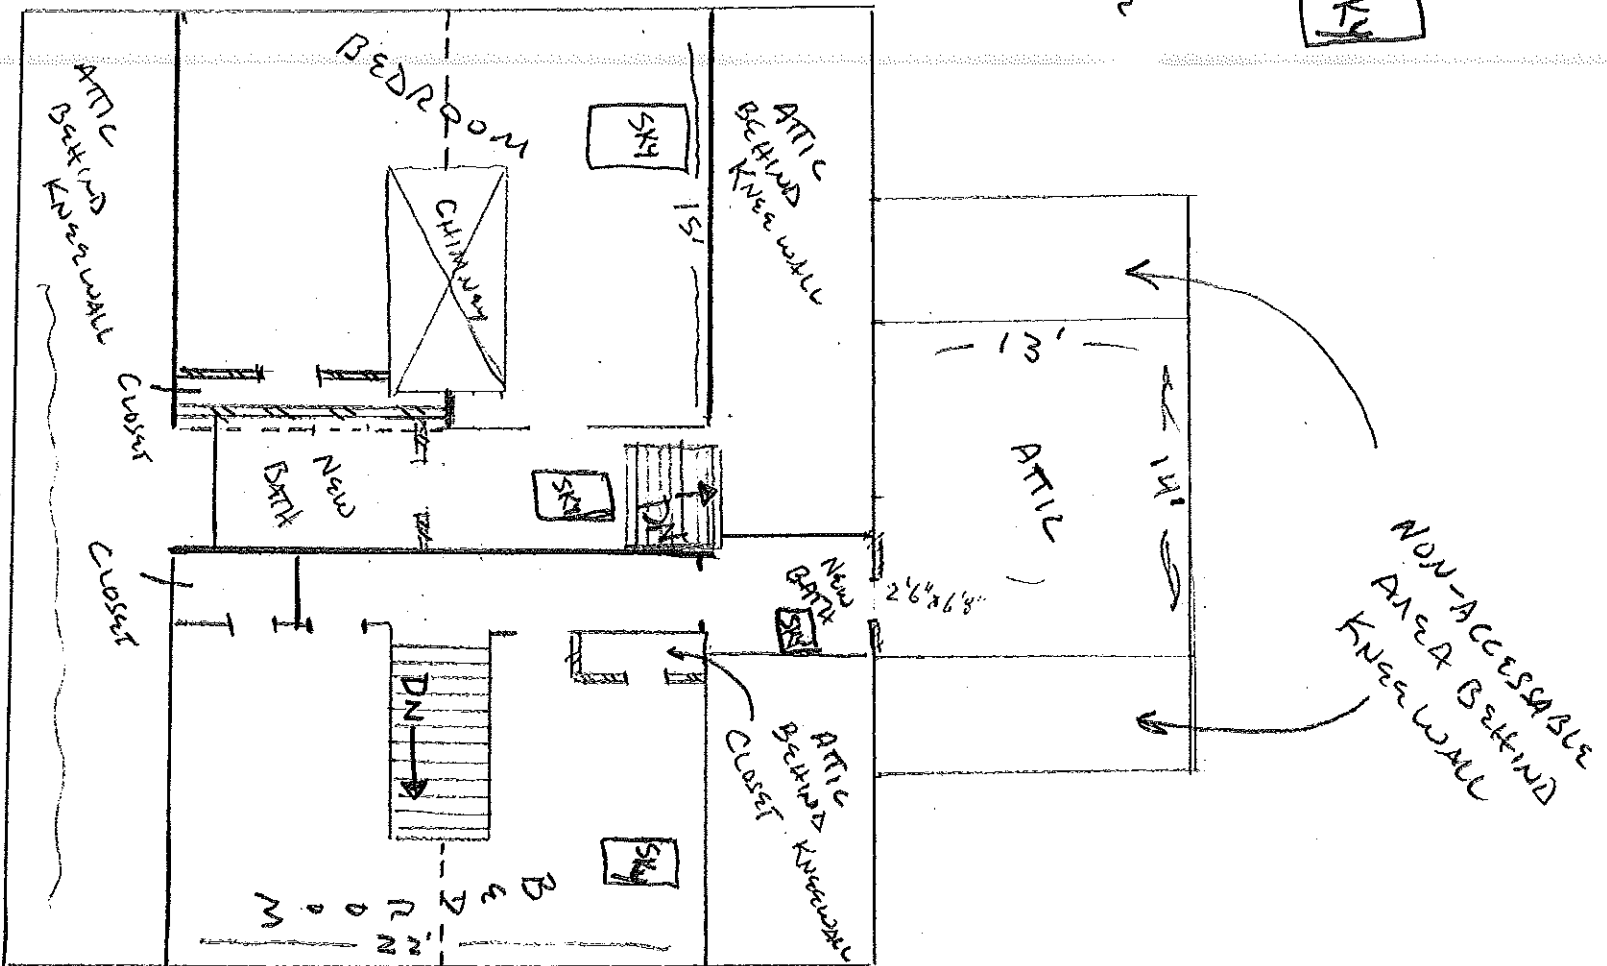 BEDROOM
SKY
15'
CHIMNEY
ATTIC
BEHIND
KNEEWALL
ATTIC
BEHIND
KNEE WALL
CLOSET
NEW
BATH
SKY
DN
CLOSET
NEW
BATH
SKY
2'6"x6'8"
13'
14'
ATTIC
NON-ACCESSABLE
AREA BEHIND
KNEE WALL
DN
CLOSET
ATTIC
BEHIND
KNEEWALL
SKY
BEDROOM
22'